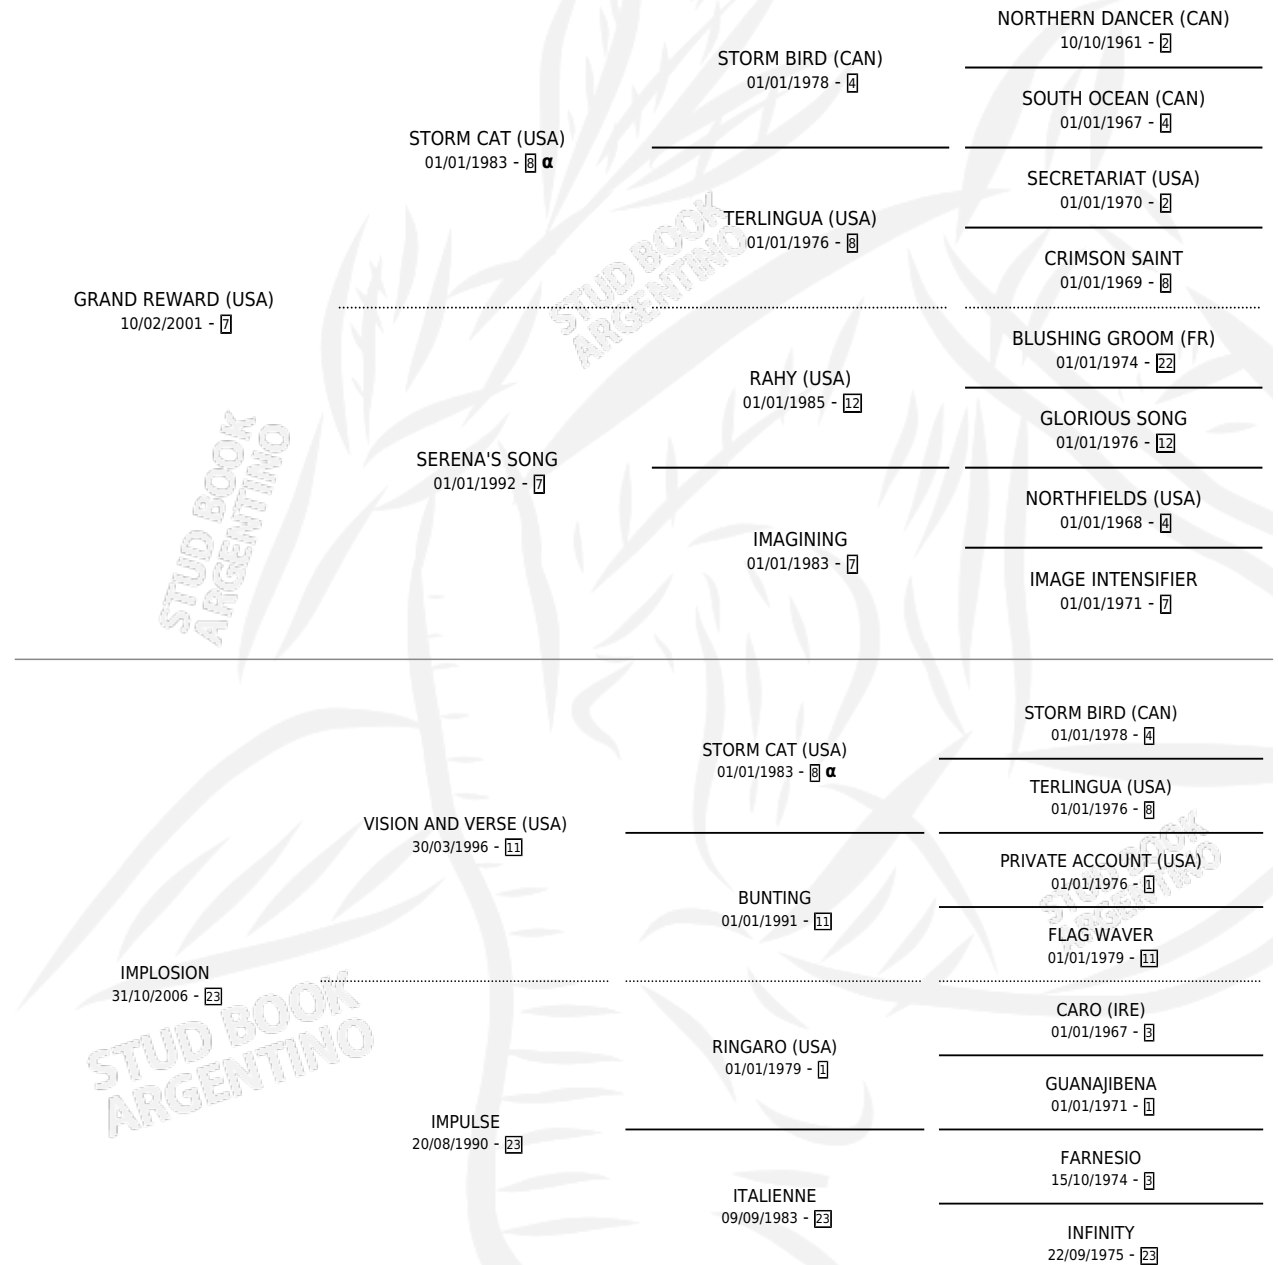 NORTHERN DANCER (CAN)
10/10/1961 - 2
STORM BIRD (CAN)
01/01/1978 - 4
SOUTH OCEAN (CAN)
01/01/1967 - 4
STORM CAT (USA)
01/01/1983 - 8 α
SECRETARIAT (USA)
01/01/1970 - 2
TERLINGUA (USA)
01/01/1976 - 8
CRIMSON SAINT
01/01/1969 - 8
GRAND REWARD (USA)
10/02/2001 - 7
BLUSHING GROOM (FR)
01/01/1974 - 22
RAHY (USA)
01/01/1985 - 12
GLORIOUS SONG
01/01/1976 - 12
SERENA'S SONG
01/01/1992 - 7
NORTHFIELDS (USA)
01/01/1968 - 4
IMAGINING
01/01/1983 - 7
IMAGE INTENSIFIER
01/01/1971 - 7
STORM BIRD (CAN)
01/01/1978 - 4
STORM CAT (USA)
01/01/1983 - 8 α
TERLINGUA (USA)
01/01/1976 - 8
VISION AND VERSE (USA)
30/03/1996 - 11
PRIVATE ACCOUNT (USA)
01/01/1976 - 1
BUNTING
01/01/1991 - 11
FLAG WAVER
01/01/1979 - 11
IMPLOSION
31/10/2006 - 23
CARO (IRE)
01/01/1967 - 3
RINGARO (USA)
01/01/1979 - 1
GUANAJIBENA
01/01/1971 - 1
IMPULSE
20/08/1990 - 23
FARNESIO
15/10/1974 - 3
ITALIENNE
09/09/1983 - 23
INFINITY
22/09/1975 - 23
STUD BOOK
ARGENTINO
STUD BOOK
ARGENTINO
STUD BOOK
ARGENTINO
STUD BOOK
ARGENTINO